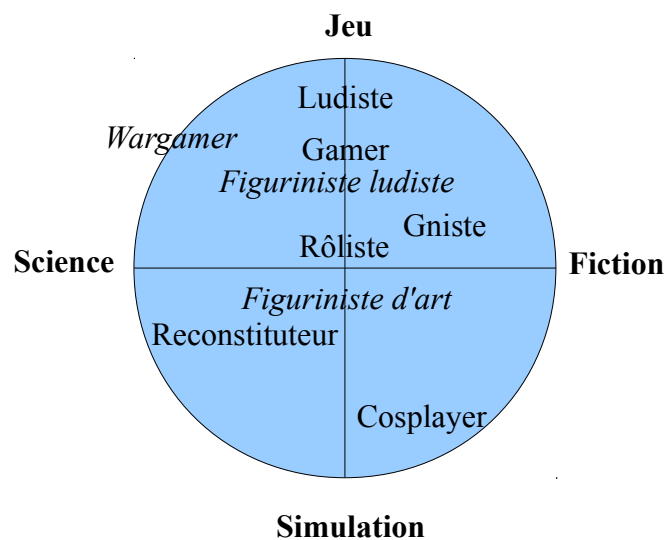 Jeu
Ludiste
Wargamer
Gamer
Figuriniste ludiste
Gniste
Rôliste
Science
Fiction
Figuriniste d'art
Reconstituteur
Cosplayer
Simulation